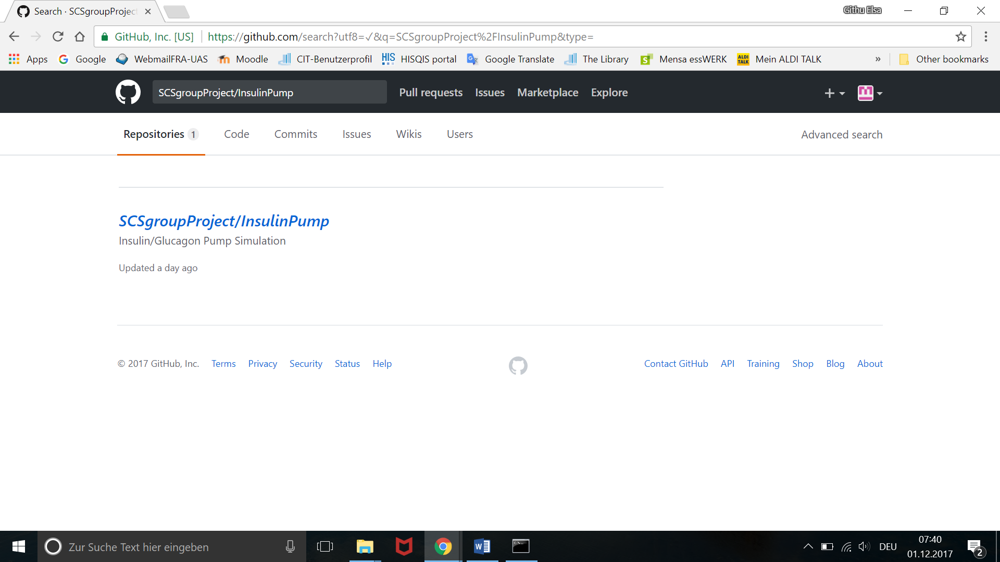 Search · SCSgroupProjec
Githu Elsa
GitHub, Inc. [US]
https://github.com/search?utf8=✓&q=SCSgroupProject%2FInsulinPump&type=
Apps Google WebmailFRA-UAS Moodle CIT-Benutzerprofil HIS HISQIS portal Google Translate The Library Mensa essWERK ALDI TALK Mein ALDI TALK » Other bookmarks
SCSgroupProject/InsulinPump Pull requests Issues Marketplace Explore
Repositories 1 Code Commits Issues Wikis Users Advanced search
SCSgroupProject/InsulinPump
Insulin/Glucagon Pump Simulation
Updated a day ago
© 2017 GitHub, Inc. Terms Privacy Security Status Help Contact GitHub API Training Shop Blog About
Zur Suche Text hier eingeben
DEU
07:40
01.12.2017
2